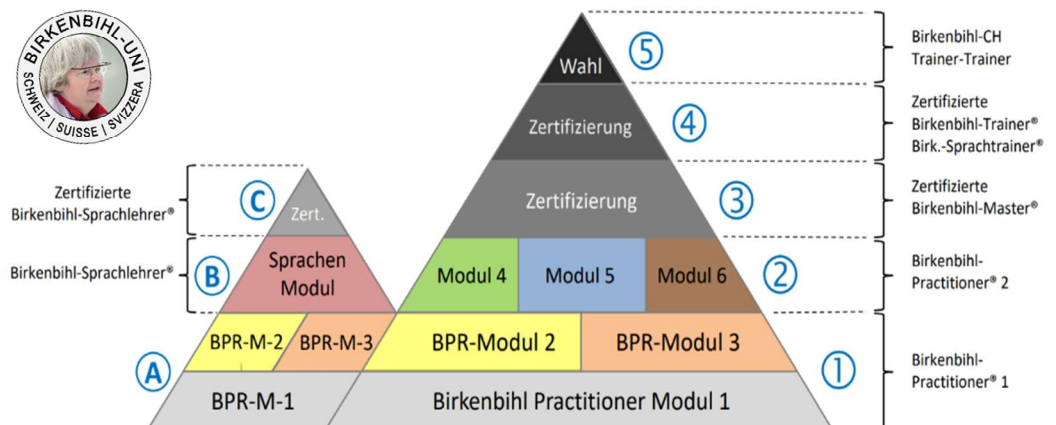 BIRKENBIHL-UNI
SCHWEIZ | SUISSE | SVIZZERA
Wahl
5
Birkenbihl-CH
Trainer-Trainer
Zertifizierung
4
Zertifizierte
Birkenbihl-Trainer®
Birk.-Sprachtrainer®
Zertifizierte
Birkenbihl-Sprachlehrer®
C
Zert.
Zertifizierung
3
Zertifizierte
Birkenbihl-Master®
Birkenbihl-Sprachlehrer®
B
Sprachen
Modul
Modul 4
Modul 5
Modul 6
2
Birkenbihl-
Practitioner® 2
A
BPR-M-2
BPR-M-3
BPR-Modul 2
BPR-Modul 3
1
Birkenbihl-
Practitioner® 1
BPR-M-1
Birkenbihl Practitioner Modul 1